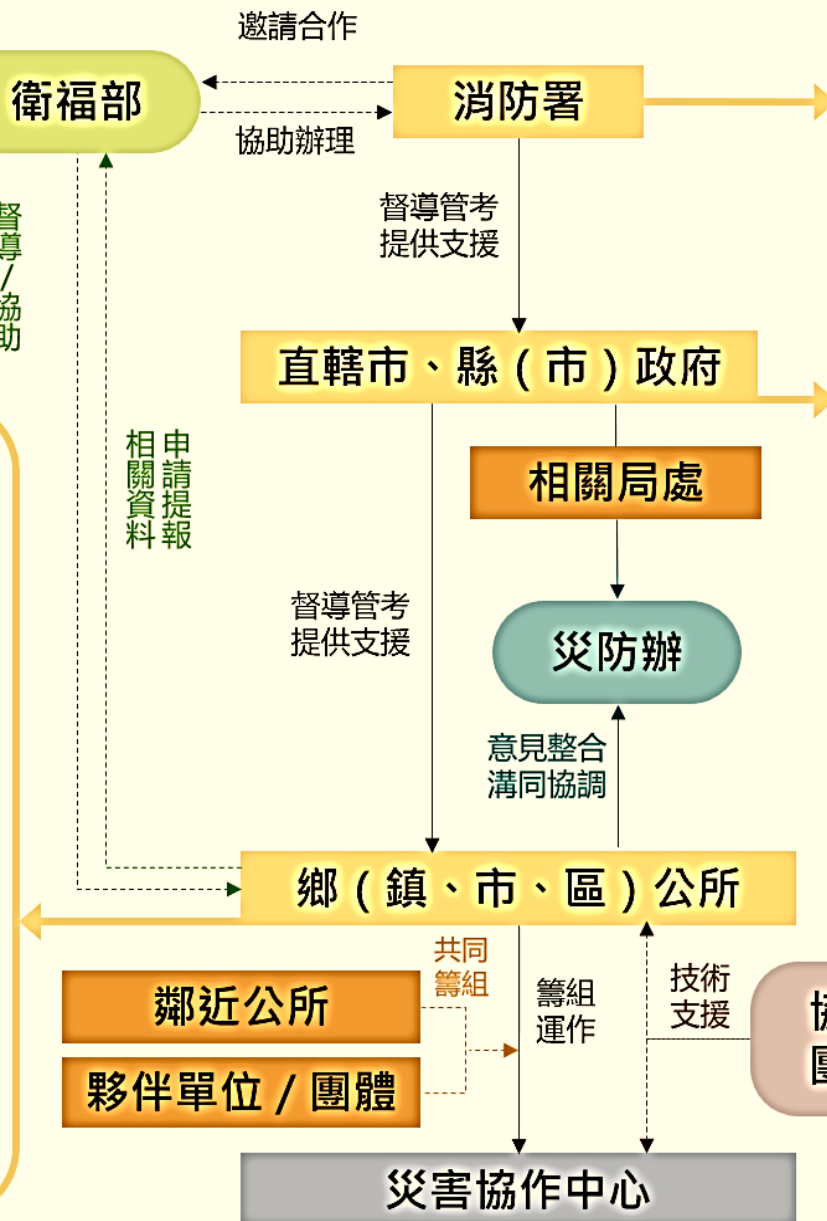 邀請合作
衛福部
消防署
協助辦理
督導/協助
督導管考
提供支援
直轄市、縣(市)政府
申請提報
相關資料
相關局處
督導管考
提供支援
災防辦
意見整合
溝同協調
鄉(鎮、市、區)公所
共同
籌組
鄰近公所
籌組
運作
技術
支援
夥伴單位/團體
災害協作中心